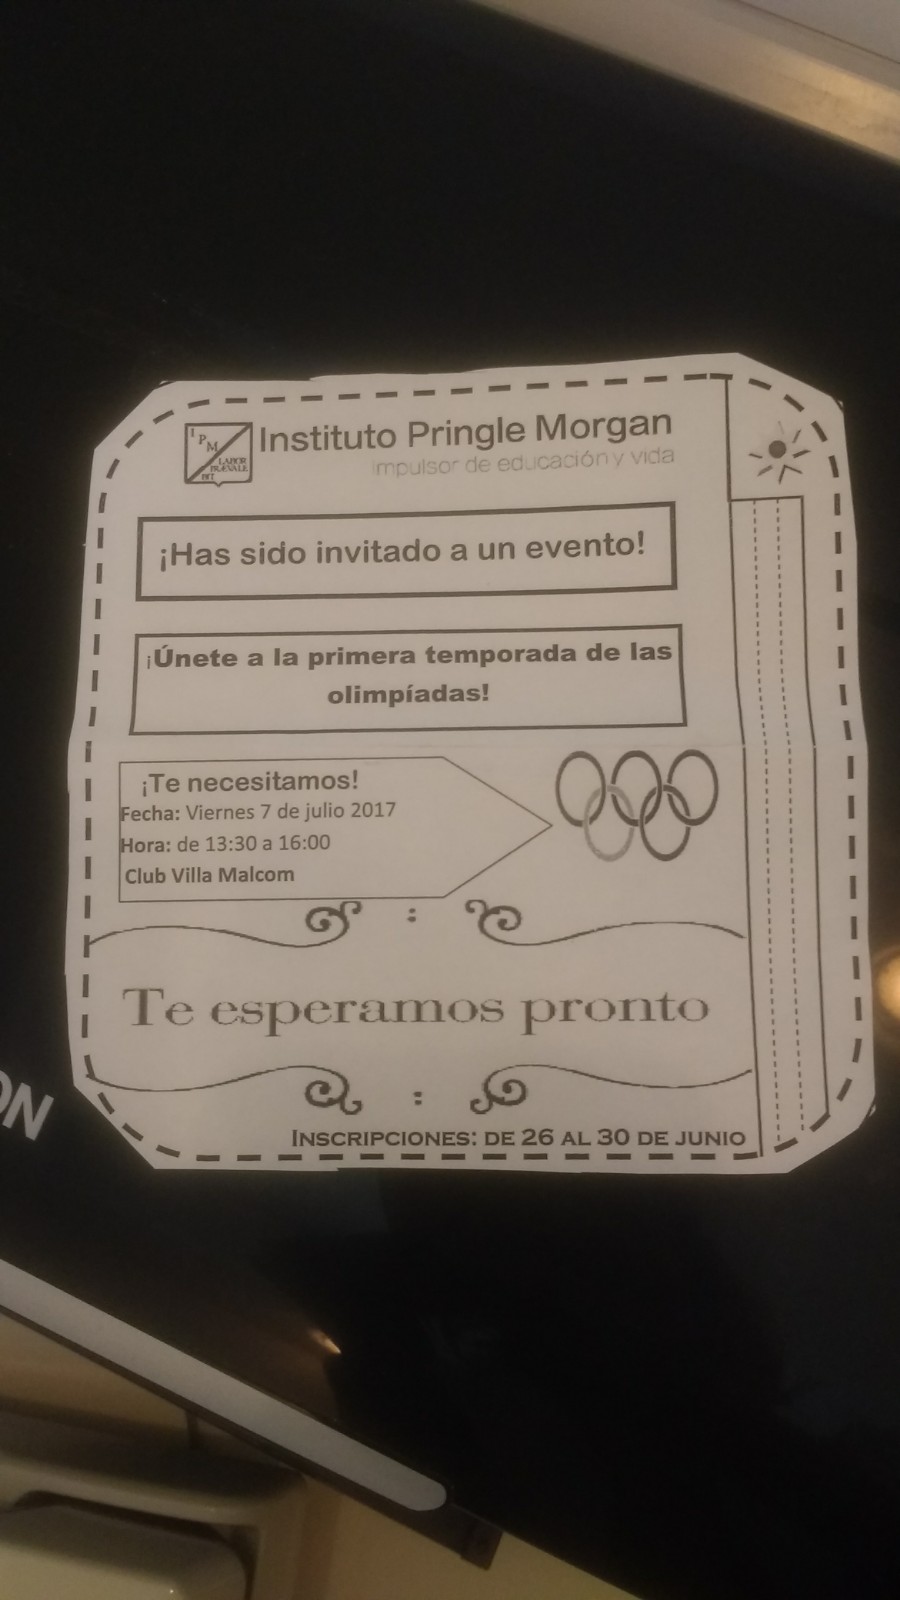 I P M
LABOR
Instituto Pringle Morgan
Impulsor de educación y vida
¡Has sido invitado a un evento!
¡Únete a la primera temporada de las
olimpíadas!
¡Te necesitamos!
Fecha: Viernes 7 de julio 2017
Hora: de 13:30 a 16:00
Club Villa Malcom
:
Te esperamos pronto
:
INSCRIPCIONES: DE 26 AL 30 DE JUNIO
ON